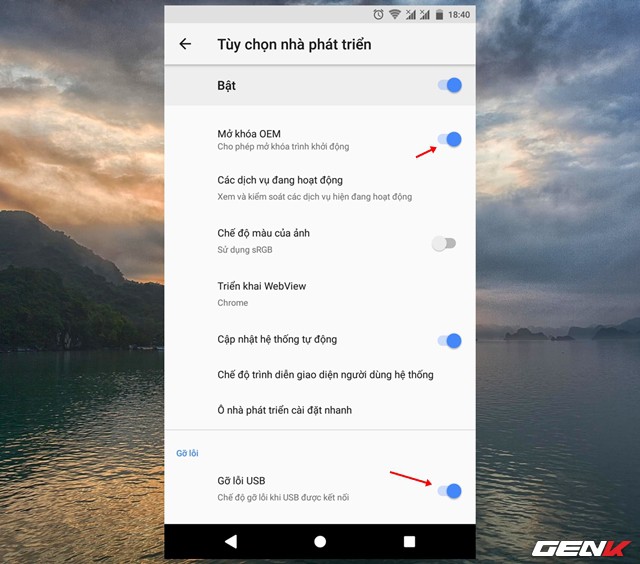 18:40
Tùy chọn nhà phát triển
Bật
Mở khóa OEM
Cho phép mở khóa trình khởi động
Các dịch vụ đang hoạt động
Xem và kiểm soát các dịch vụ hiện đang hoạt động
Chế độ màu của ảnh
Sử dụng sRGB
Triển khai WebView
Chrome
Cập nhật hệ thống tự động
Chế độ trình diễn giao diện người dùng hệ thống
Ô nhà phát triển cài đặt nhanh
Gỡ lỗi
Gỡ lỗi USB
Chế độ gỡ lỗi khi USB được kết nối
GENK